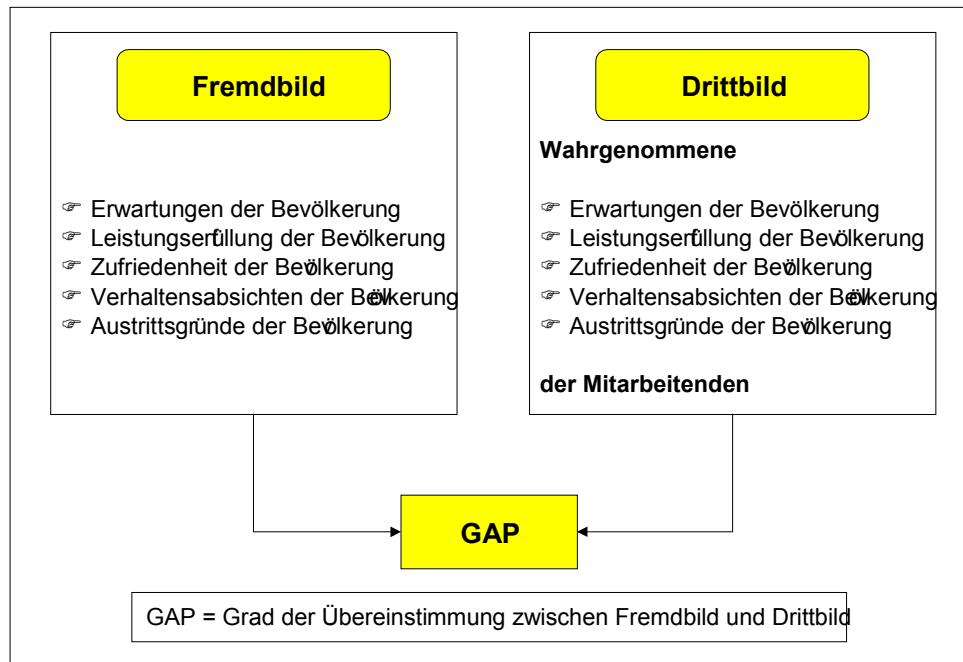 Fremdbild
☞ Erwartungen der Bevölkerung
☞ Leistungserfüllung der Bevölkerung
☞ Zufriedenheit der Bevölkerung
☞ Verhaltensabsichten der Bevölkerung
☞ Austrittsgründe der Bevölkerung
Drittbild
Wahrgenommene
☞ Erwartungen der Bevölkerung
☞ Leistungserfüllung der Bevölkerung
☞ Zufriedenheit der Bevölkerung
☞ Verhaltensabsichten der Bevölkerung
☞ Austrittsgründe der Bevölkerung
der Mitarbeitenden
GAP
GAP = Grad der Übereinstimmung zwischen Fremdbild und Drittbild